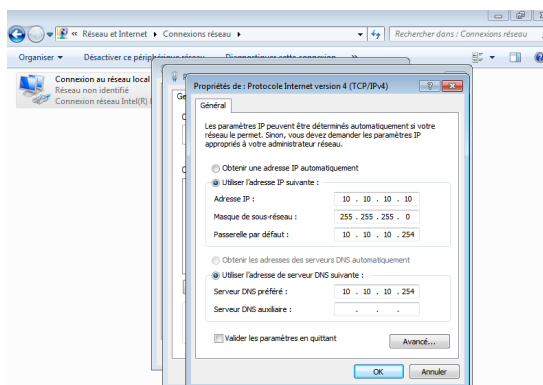 « Réseau et Internet ▸ Connexions réseau ▸
Rechercher dans : Connexions réseau
Organiser ▾ Désactiver ce périphérique réseau Diagnostiquer cette connexion »
Connexion au réseau local
Réseau non identifié
Connexion réseau Intel(R)
Propriétés de : Protocole Internet version 4 (TCP/IPv4)
Général
Les paramètres IP peuvent être déterminés automatiquement si votre
réseau le permet. Sinon, vous devez demander les paramètres IP
appropriés à votre administrateur réseau.
Obtenir une adresse IP automatiquement
Utiliser l'adresse IP suivante :
Adresse IP : 10 . 10 . 10 . 10
Masque de sous-réseau : 255 . 255 . 255 . 0
Passerelle par défaut : 10 . 10 . 10 . 254
Obtenir les adresses des serveurs DNS automatiquement
Utiliser l'adresse de serveur DNS suivante :
Serveur DNS préféré : 10 . 10 . 10 . 254
Serveur DNS auxiliaire : . . .
Valider les paramètres en quittant
Avancé...
OK Annuler